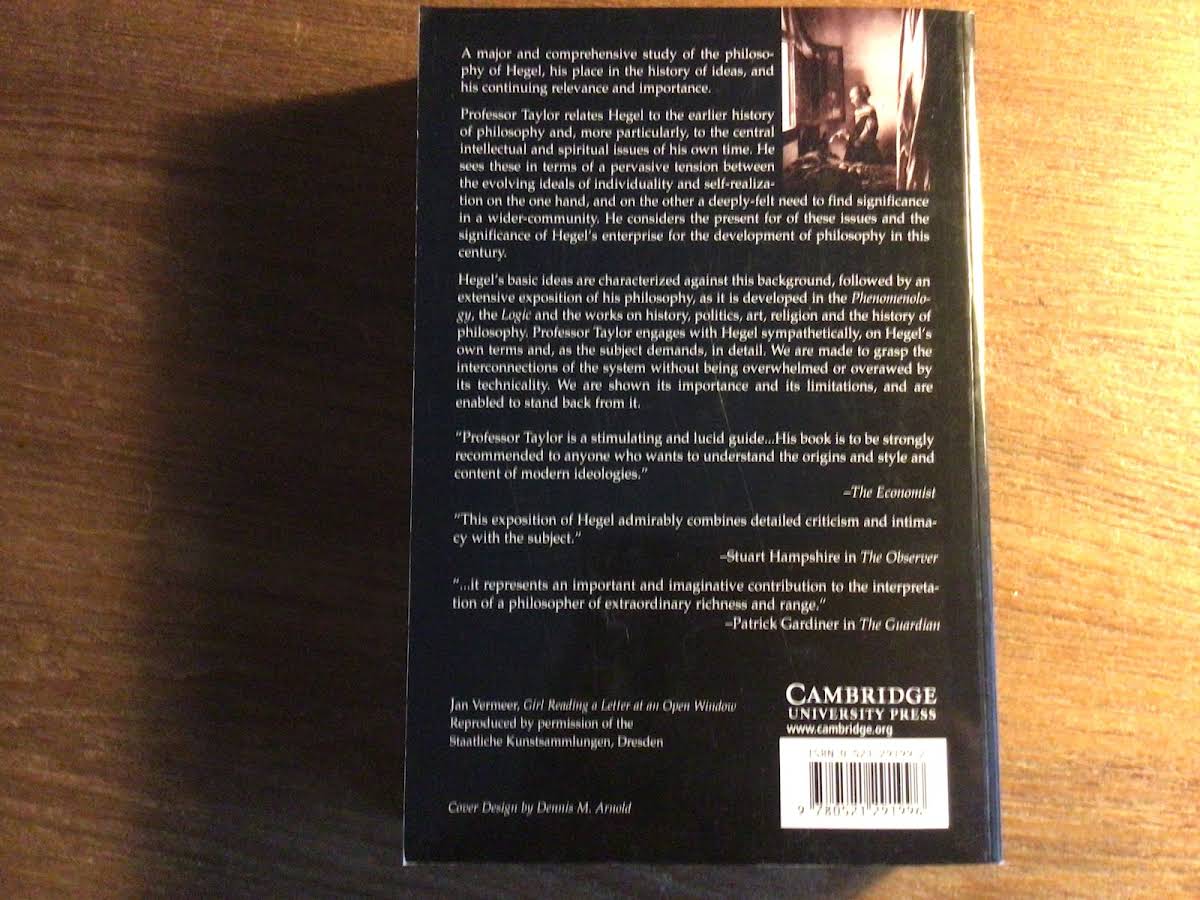 A major and comprehensive study of the philoso-
phy of Hegel, his place in the history of ideas, and
his continuing relevance and importance.
Professor Taylor relates Hegel to the earlier history
of philosophy and, more particularly, to the central
intellectual and spiritual issues of his own time. He
sees these in terms of a pervasive tension between
the evolving ideals of individuality and self-realiza-
tion on the one hand, and on the other a deeply-felt need to find significance
in a wider-community. He considers the present for of these issues and the
significance of Hegel's enterprise for the development of philosophy in this
century.
Hegel's basic ideas are characterized against this background, followed by an
extensive exposition of his philosophy, as it is developed in the Phenomenolo-
gy, the Logic and the works on history, politics, art, religion and the history of
philosophy. Professor Taylor engages with Hegel sympathetically, on Hegel's
own terms and, as the subject demands, in detail. We are made to grasp the
interconnections of the system without being overwhelmed or overawed by
its technicality. We are shown its importance and its limitations, and are
enabled to stand back from it.
"Professor Taylor is a stimulating and lucid guide...His book is to be strongly
recommended to anyone who wants to understand the origins and style and
content of modern ideologies."
–The Economist
"This exposition of Hegel admirably combines detailed criticism and intima-
cy with the subject."
–Stuart Hampshire in The Observer
"...it represents an important and imaginative contribution to the interpreta-
tion of a philosopher of extraordinary richness and range."
–Patrick Gardiner in The Guardian
Jan Vermeer, Girl Reading a Letter at an Open Window
Reproduced by permission of the
Staatliche Kunstsammlungen, Dresden
Cover Design by Dennis M. Arnold
CAMBRIDGE
UNIVERSITY PRESS
www.cambridge.org
ISBN 0 521 29199 2
9 780521 291996